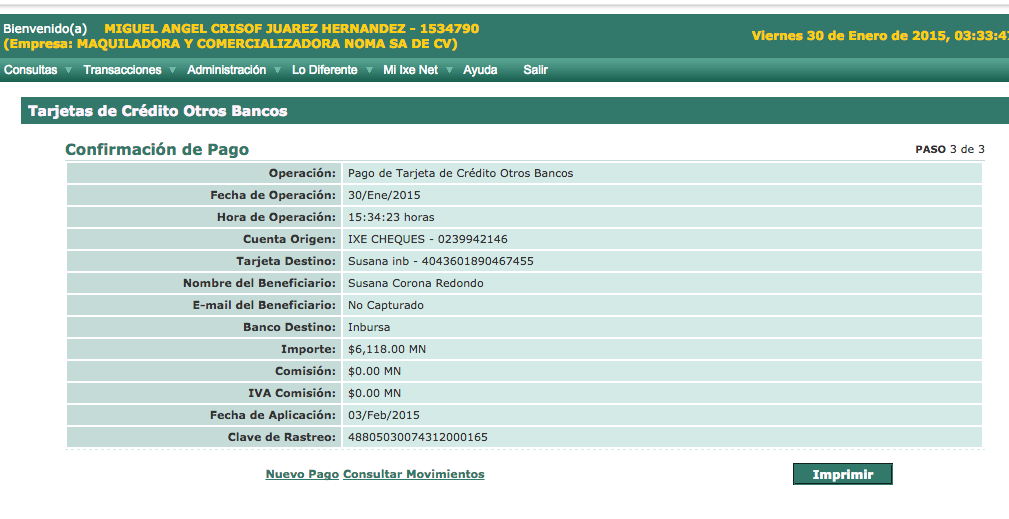 Bienvenido(a) MIGUEL ANGEL CRISOF JUAREZ HERNANDEZ - 1534790
(Empresa: MAQUILADORA Y COMERCIALIZADORA NOMA SA DE CV)
Viernes 30 de Enero de 2015, 03:33:4
Consultas Transacciones Administración Lo Diferente Mi Ixe Net Ayuda Salir
Tarjetas de Crédito Otros Bancos
Confirmación de Pago PASO 3 de 3
Operación: Pago de Tarjeta de Crédito Otros Bancos
Fecha de Operación: 30/Ene/2015
Hora de Operación: 15:34:23 horas
Cuenta Origen: IXE CHEQUES - 0239942146
Tarjeta Destino: Susana inb - 4043601890467455
Nombre del Beneficiario: Susana Corona Redondo
E-mail del Beneficiario: No Capturado
Banco Destino: Inbursa
Importe: $6,118.00 MN
Comisión: $0.00 MN
IVA Comisión: $0.00 MN
Fecha de Aplicación: 03/Feb/2015
Clave de Rastreo: 48805030074312000165
Nuevo Pago Consultar Movimientos Imprimir